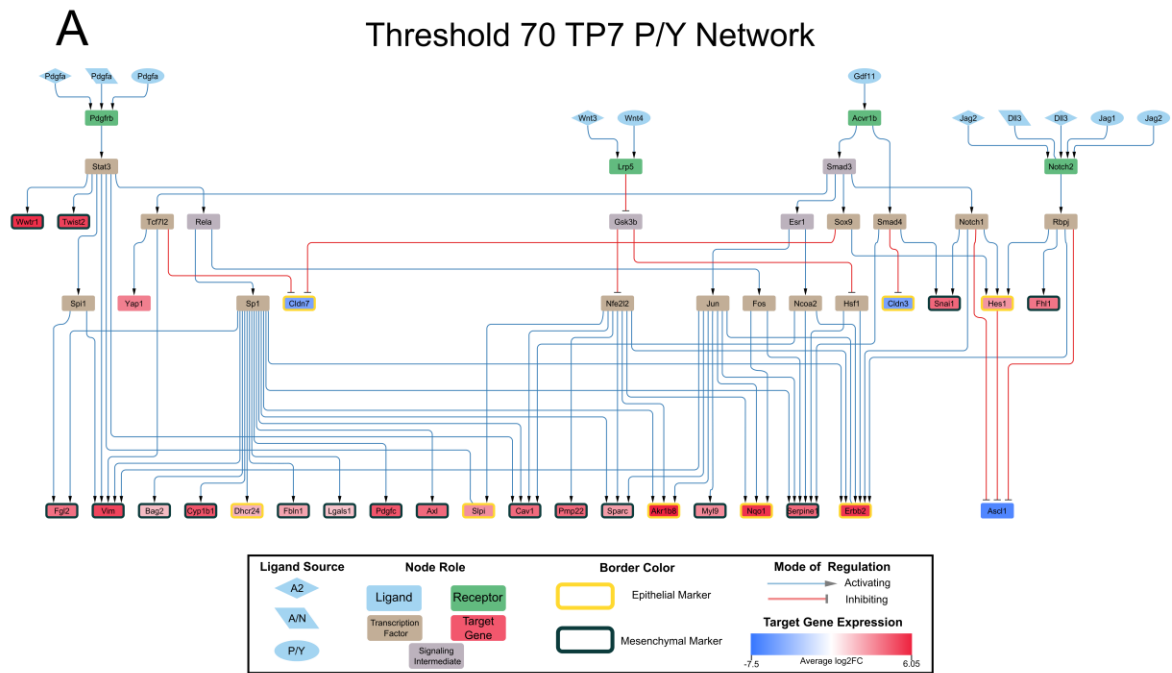 A
Threshold 70 TP7 P/Y Network
Pdgfa Pdgfa Pdgfa Gdf11
Pdgfrb Wnt3 Wnt4 Acvr1b Jag2 Dll3 Dll3 Jag1 Jag2
Stat3 Lrp5 Smad3 Notch2
Wwtr1 Twist2 Tcf7l2 Rela Gsk3b Esr1 Sox9 Smad4 Notch1 Rbpj
Spi1 Yap1 Sp1 Cldn7 Nfe2l2 Jun Fos Ncoa2 Hsf1 Cldn3 Snai1 Hes1 Fhl1
Fgl2 Vim Bag2 Cyp1b1 Dhcr24 Fbln1 Lgals1 Pdgfc Axl Slpi Cav1 Pmp22 Sparc Akr1b8 Myl9 Nqo1 Serpine1 Erbb2 Ascl1
Ligand Source Node Role Border Color Mode of Regulation
A2 Ligand Receptor Epithelial Marker Activating
Inhibiting
A/N Transcription Factor Target Gene Mesenchymal Marker Target Gene Expression
P/Y Signaling Intermediate -7.5 Average log2FC 6.05